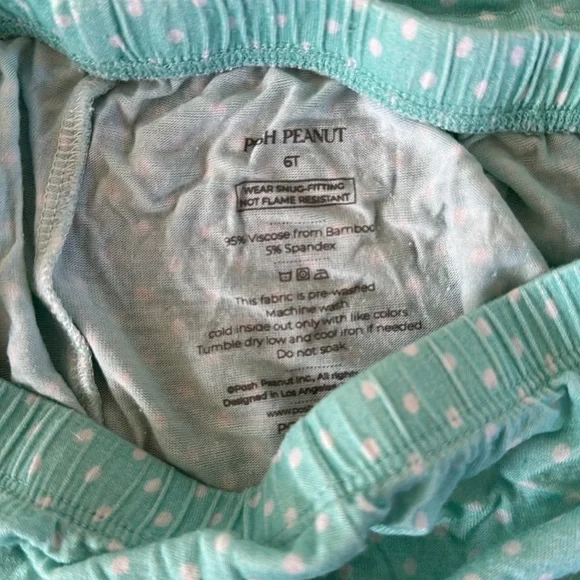 poH PEANUT
6T
WEAR SNUG-FITTING
NOT FLAME RESISTANT
95% Viscose from Bamboo
5% Spandex
This fabric is pre-washed
Machine wash
cold inside out only with like colors
Tumble dry low and cool iron if needed.
Do not soak.
©Posh Peanut Inc., All rights
Designed in Los Angeles
www.pos